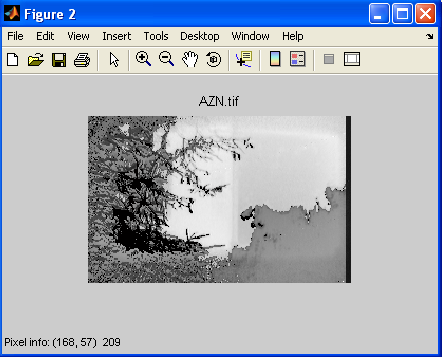 Figure 2
File Edit View Insert Tools Desktop Window Help
AZN.tif
Pixel info: (168, 57) 209